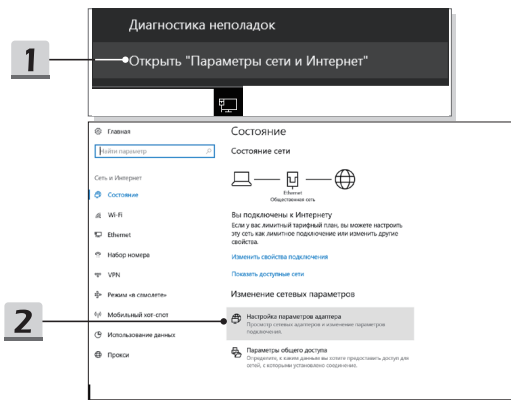 Диагностика неполадок
1
Открыть "Параметры сети и Интернет"
Главная
Найти параметр
Сеть и Интернет
Состояние
Wi-Fi
Ethernet
Набор номера
VPN
Режим «в самолете»
Мобильный хот-спот
Использование данных
Прокси
Состояние
Состояние сети
Ethernet
Общественная сеть
Вы подключены к Интернету
Если у вас лимитный тарифный план, вы можете настроить
эту сеть как лимитное подключение или изменить другие
свойства.
Изменить свойства подключения
Показать доступные сети
Изменение сетевых параметров
2
Настройка параметров адаптера
Просмотр сетевых адаптеров и изменение параметров
подключения.
Параметры общего доступа
Определите, к каким данным вы хотите предоставить доступ для
сетей, с которыми установлено соединение.